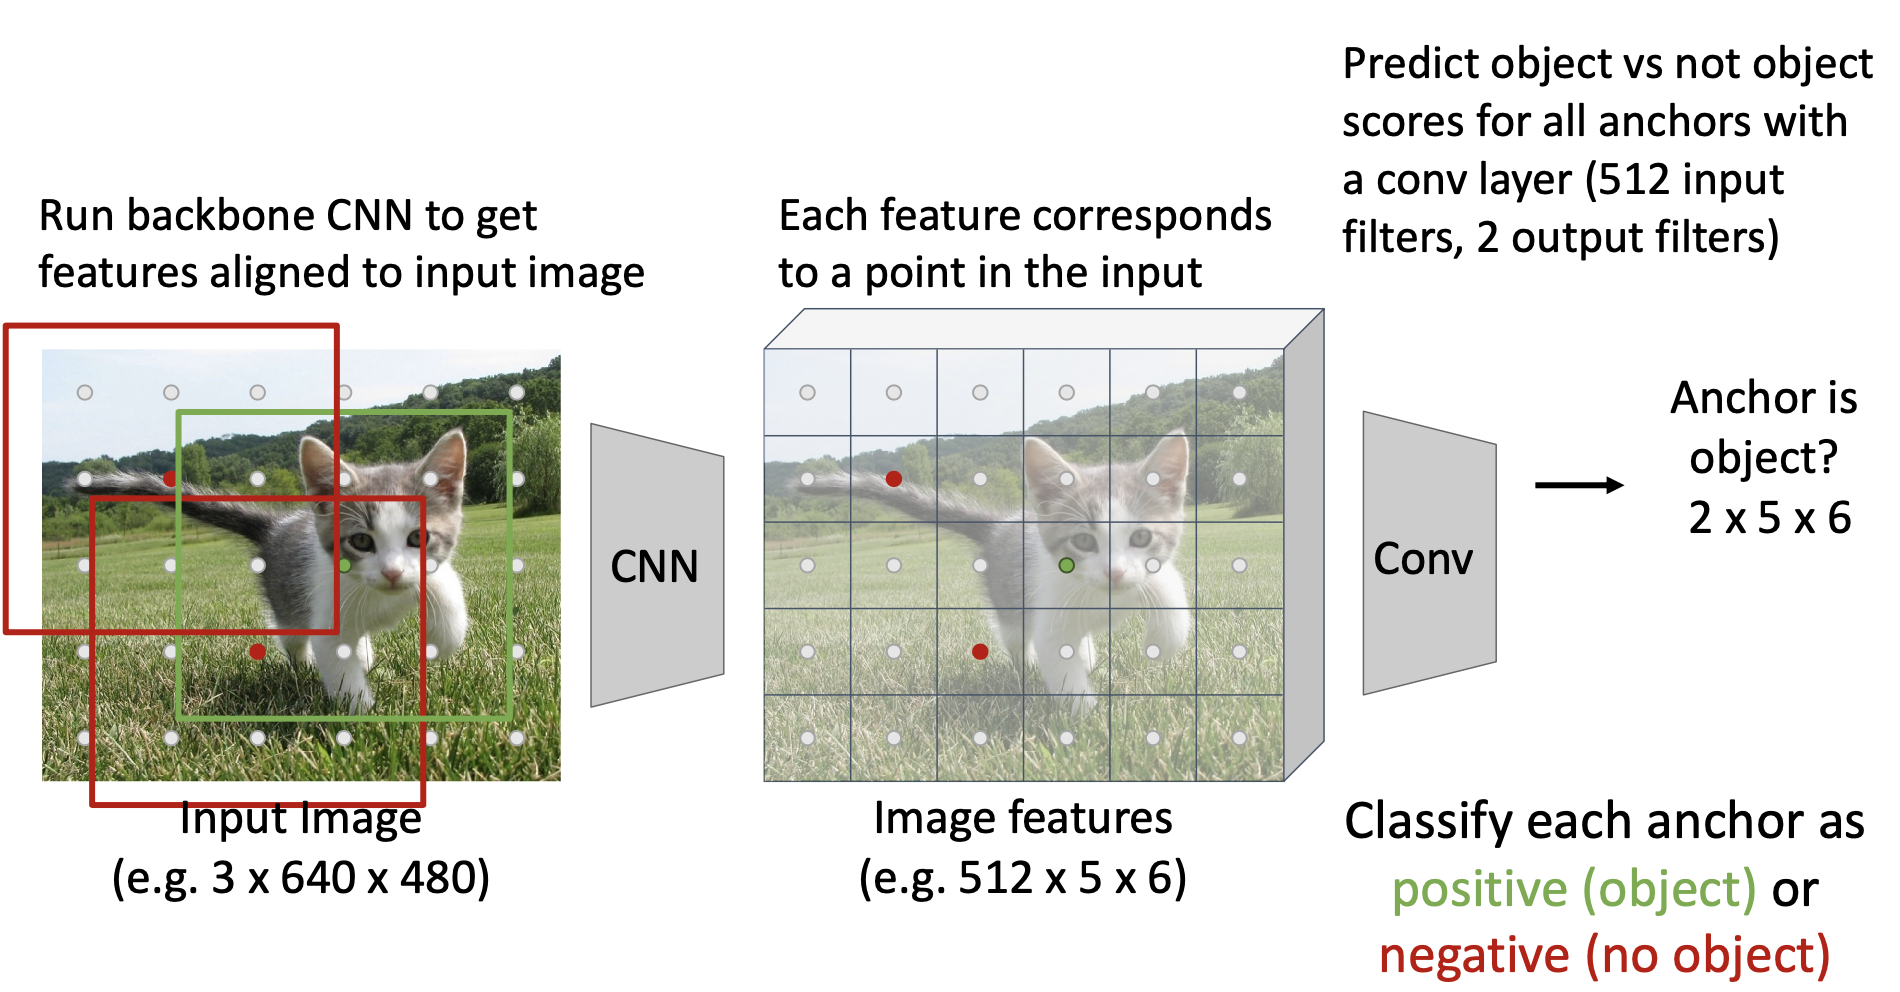 Run backbone CNN to get
features aligned to input image
Each feature corresponds
to a point in the input
Predict object vs not object
scores for all anchors with
a conv layer (512 input
filters, 2 output filters)
CNN
Conv
Anchor is
object?
2 x 5 x 6
Input Image
(e.g. 3 x 640 x 480)
Image features
(e.g. 512 x 5 x 6)
Classify each anchor as
positive (object) or
negative (no object)